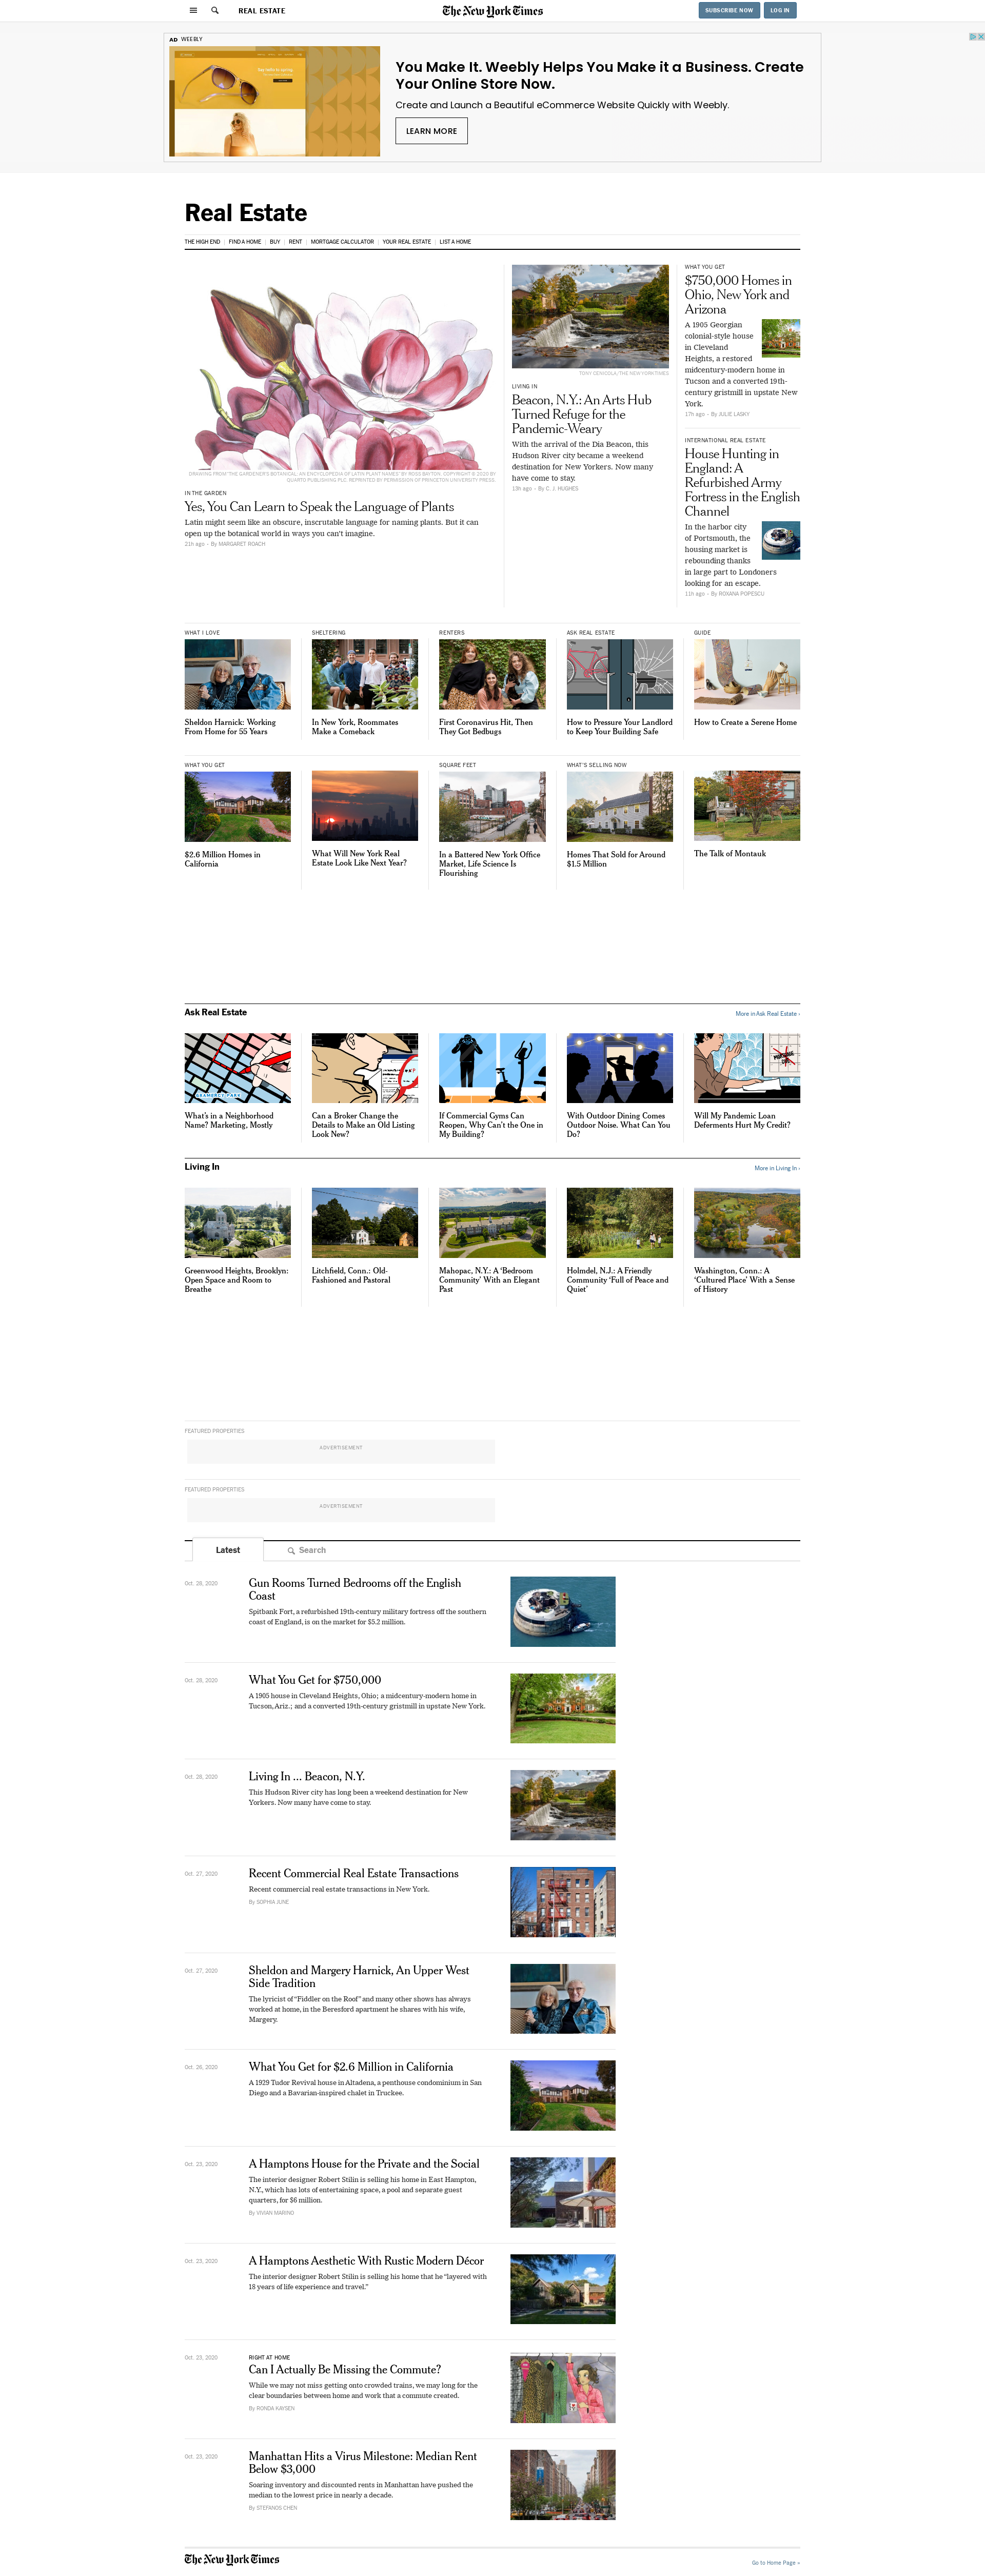 REAL ESTATE
The New York Times
SUBSCRIBE NOW
LOG IN
AD WEEBLY
You Make It. Weebly Helps You Make it a Business. Create
Your Online Store Now.
Create and Launch a Beautiful eCommerce Website Quickly with Weebly.
LEARN MORE
Real Estate
THE HIGH END
FIND A HOME
BUY
RENT
MORTGAGE CALCULATOR
YOUR REAL ESTATE
LIST A HOME
DRAWING FROM "THE GARDENER'S BOTANICAL: AN ENCYCLOPEDIA OF LATIN PLANT NAMES" BY ROSS BAYTON, COPYRIGHT © 2020 BY
QUARTO PUBLISHING PLC. REPRINTED BY PERMISSION OF PRINCETON UNIVERSITY PRESS.
IN THE GARDEN
Yes, You Can Learn to Speak the Language of Plants
Latin might seem like an obscure, inscrutable language for naming plants. But it can
open up the botanical world in ways you can't imagine.
21h ago - By MARGARET ROACH
TONY CENICOLA/THE NEW YORK TIMES
LIVING IN
Beacon, N.Y.: An Arts Hub
Turned Refuge for the
Pandemic-Weary
With the arrival of the Dia Beacon, this
Hudson River city became a weekend
destination for New Yorkers. Now many
have come to stay.
13h ago - By C. J. HUGHES
WHAT YOU GET
$750,000 Homes in
Ohio, New York and
Arizona
A 1905 Georgian
colonial-style house
in Cleveland
Heights, a restored
midcentury-modern home in
Tucson and a converted 19th-
century gristmill in upstate New
York.
17h ago - By JULIE LASKY
INTERNATIONAL REAL ESTATE
House Hunting in
England: A
Refurbished Army
Fortress in the English
Channel
In the harbor city
of Portsmouth, the
housing market is
rebounding thanks
in large part to Londoners
looking for an escape.
11h ago - By ROXANA POPESCU
WHAT I LOVE
Sheldon Harnick: Working
From Home for 55 Years
SHELTERING
In New York, Roommates
Make a Comeback
RENTERS
First Coronavirus Hit, Then
They Got Bedbugs
ASK REAL ESTATE
How to Pressure Your Landlord
to Keep Your Building Safe
GUIDE
How to Create a Serene Home
WHAT YOU GET
$2.6 Million Homes in
California
What Will New York Real
Estate Look Like Next Year?
SQUARE FEET
In a Battered New York Office
Market, Life Science Is
Flourishing
WHAT'S SELLING NOW
Homes That Sold for Around
$1.5 Million
The Talk of Montauk
Ask Real Estate
More in Ask Real Estate ›
GRAMERCY PARK
What's in a Neighborhood
Name? Marketing, Mostly
Can a Broker Change the
Details to Make an Old Listing
Look New?
If Commercial Gyms Can
Reopen, Why Can't the One in
My Building?
With Outdoor Dining Comes
Outdoor Noise. What Can You
Do?
Will My Pandemic Loan
Deferments Hurt My Credit?
Living In
More in Living In ›
Greenwood Heights, Brooklyn:
Open Space and Room to
Breathe
Litchfield, Conn.: Old-
Fashioned and Pastoral
Mahopac, N.Y.: A 'Bedroom
Community' With an Elegant
Past
Holmdel, N.J.: A Friendly
Community 'Full of Peace and
Quiet'
Washington, Conn.: A
'Cultured Place' With a Sense
of History
FEATURED PROPERTIES
ADVERTISEMENT
FEATURED PROPERTIES
ADVERTISEMENT
Latest
Search
Oct. 28, 2020
Gun Rooms Turned Bedrooms off the English
Coast
Spitbank Fort, a refurbished 19th-century military fortress off the southern
coast of England, is on the market for $5.2 million.
Oct. 28, 2020
What You Get for $750,000
A 1905 house in Cleveland Heights, Ohio; a midcentury-modern home in
Tucson, Ariz.; and a converted 19th-century gristmill in upstate New York.
Oct. 28, 2020
Living In ... Beacon, N.Y.
This Hudson River city has long been a weekend destination for New
Yorkers. Now many have come to stay.
Oct. 27, 2020
Recent Commercial Real Estate Transactions
Recent commercial real estate transactions in New York.
By SOPHIA JUNE
Oct. 27, 2020
Sheldon and Margery Harnick, An Upper West
Side Tradition
The lyricist of "Fiddler on the Roof" and many other shows has always
worked at home, in the Beresford apartment he shares with his wife,
Margery.
Oct. 26, 2020
What You Get for $2.6 Million in California
A 1929 Tudor Revival house in Altadena, a penthouse condominium in San
Diego and a Bavarian-inspired chalet in Truckee.
Oct. 23, 2020
A Hamptons House for the Private and the Social
The interior designer Robert Stilin is selling his home in East Hampton,
N.Y., which has lots of entertaining space, a pool and separate guest
quarters, for $6 million.
By VIVIAN MARINO
Oct. 23, 2020
A Hamptons Aesthetic With Rustic Modern Décor
The interior designer Robert Stilin is selling his home that he "layered with
18 years of life experience and travel."
Oct. 23, 2020
RIGHT AT HOME
Can I Actually Be Missing the Commute?
While we may not miss getting onto crowded trains, we may long for the
clear boundaries between home and work that a commute created.
By RONDA KAYSEN
Oct. 23, 2020
Manhattan Hits a Virus Milestone: Median Rent
Below $3,000
Soaring inventory and discounted rents in Manhattan have pushed the
median to the lowest price in nearly a decade.
By STEFANOS CHEN
The New York Times
Go to Home Page »